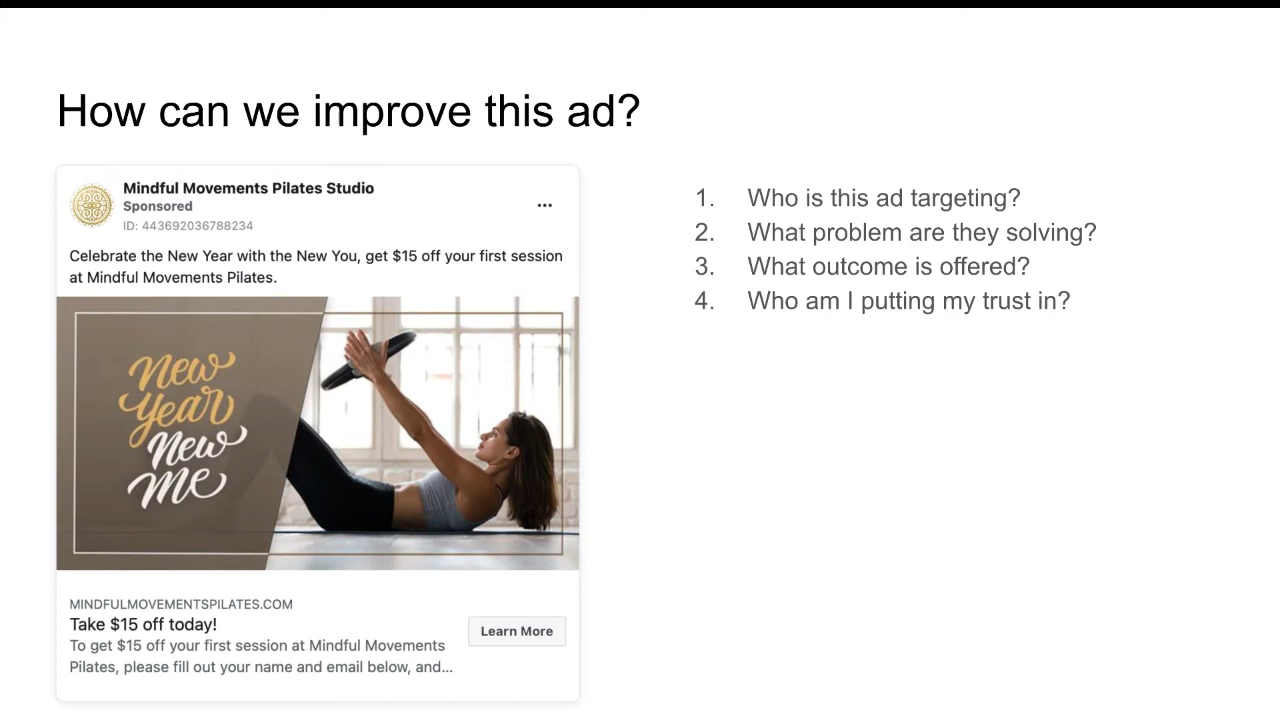 How can we improve this ad?
Mindful Movements Pilates Studio
Sponsored
ID: 443692036788234
...
Celebrate the New Year with the New You, get $15 off your first session
at Mindful Movements Pilates.
New
Year
New
Me
MINDFULMOVEMENTSPILATES.COM
Take $15 off today!
To get $15 off your first session at Mindful Movements
Pilates, please fill out your name and email below, and...
Learn More
1. Who is this ad targeting?
2. What problem are they solving?
3. What outcome is offered?
4. Who am I putting my trust in?